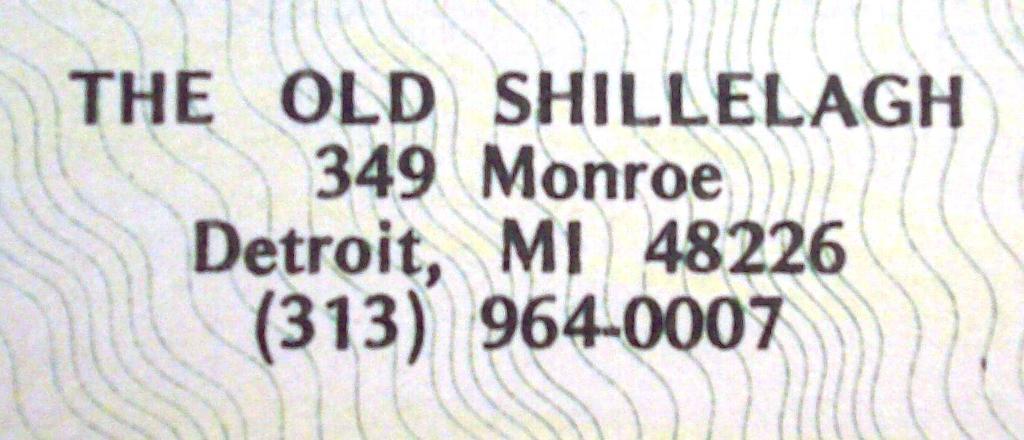 THE OLD SHILLELAGH
349 Monroe
Detroit, MI 48226
(313) 964-0007